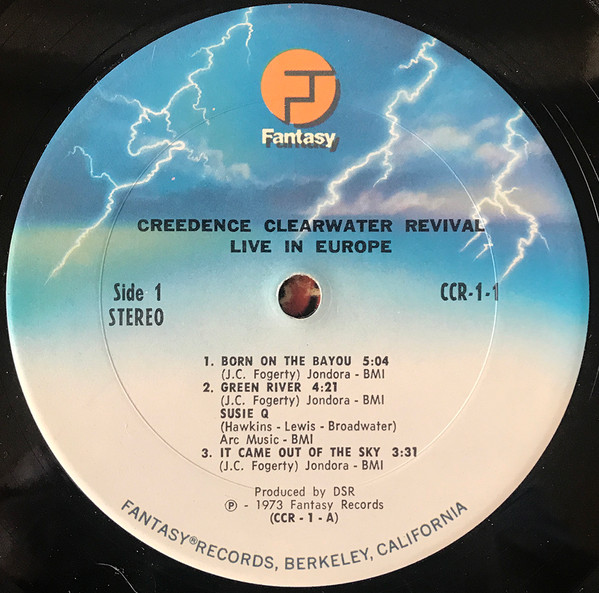 Fantasy
CREEDENCE CLEARWATER REVIVAL
LIVE IN EUROPE
Side 1
STEREO
CCR-1-1
1. BORN ON THE BAYOU 5:04
(J.C. Fogerty) Jondora - BMI
2. GREEN RIVER 4:21
(J.C. Fogerty) Jondora - BMI
SUSIE Q
(Hawkins - Lewis - Broadwater)
Arc Music - BMI
3. IT CAME OUT OF THE SKY 3:31
(J.C. Fogerty) Jondora - BMI
Produced by DSR
℗ - 1973 Fantasy Records
(CCR - 1 - A)
FANTASY® RECORDS, BERKELEY, CALIFORNIA